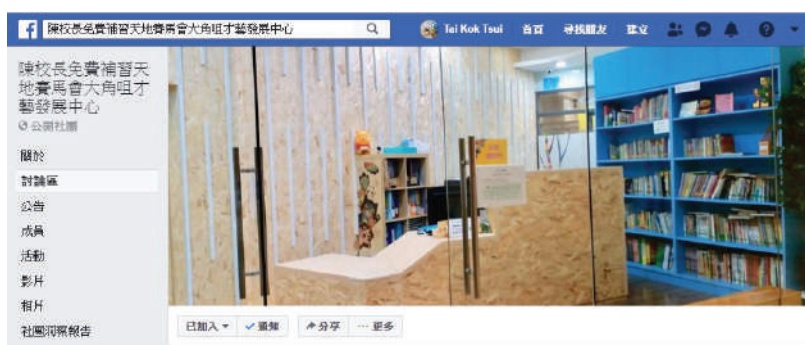 陳校長免費補習天地賽馬會大角咀才藝發展中心
Tai Kok Tsui 首頁 尋找朋友 建立
陳校長免費補習天
地賽馬會大角咀才
藝發展中心
公開社團
關於
討論區
公告
成員
活動
影片
相片
社團洞察報告
已加入 通知 分享 更多